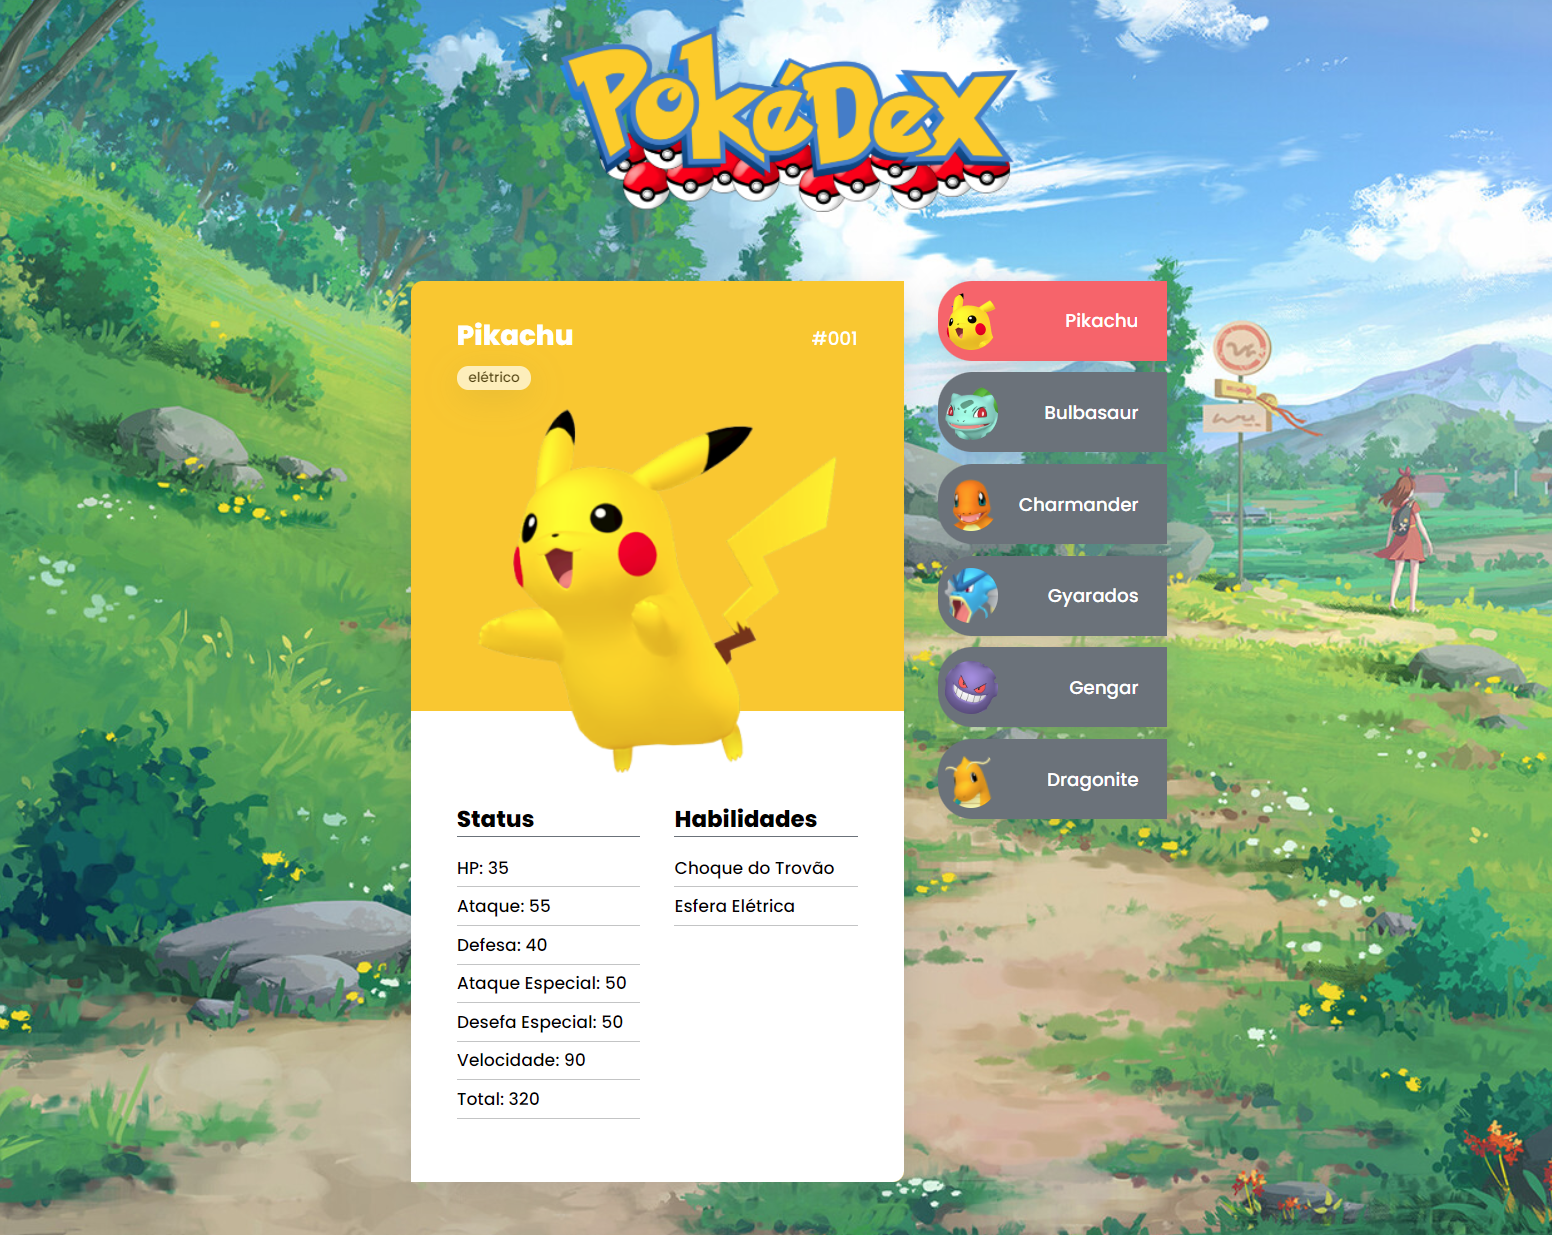 PokéDex
Pikachu
#001
elétrico
Status
HP: 35
Ataque: 55
Defesa: 40
Ataque Especial: 50
Desefa Especial: 50
Velocidade: 90
Total: 320
Habilidades
Choque do Trovão
Esfera Elétrica
Pikachu
Bulbasaur
Charmander
Gyarados
Gengar
Dragonite